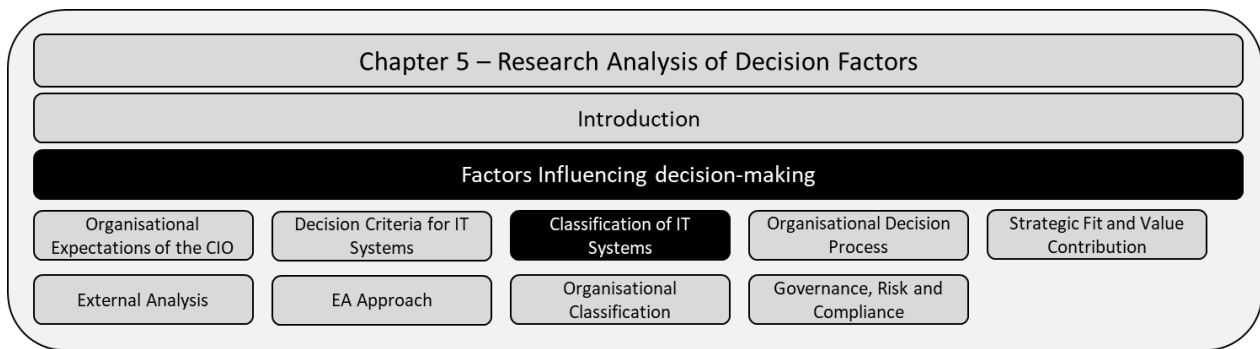 Chapter 5 – Research Analysis of Decision Factors
Introduction
Factors Influencing decision-making
Organisational
Expectations of the CIO
Decision Criteria for IT
Systems
Classification of IT
Systems
Organisational Decision
Process
Strategic Fit and Value
Contribution
External Analysis
EA Approach
Organisational
Classification
Governance, Risk and
Compliance